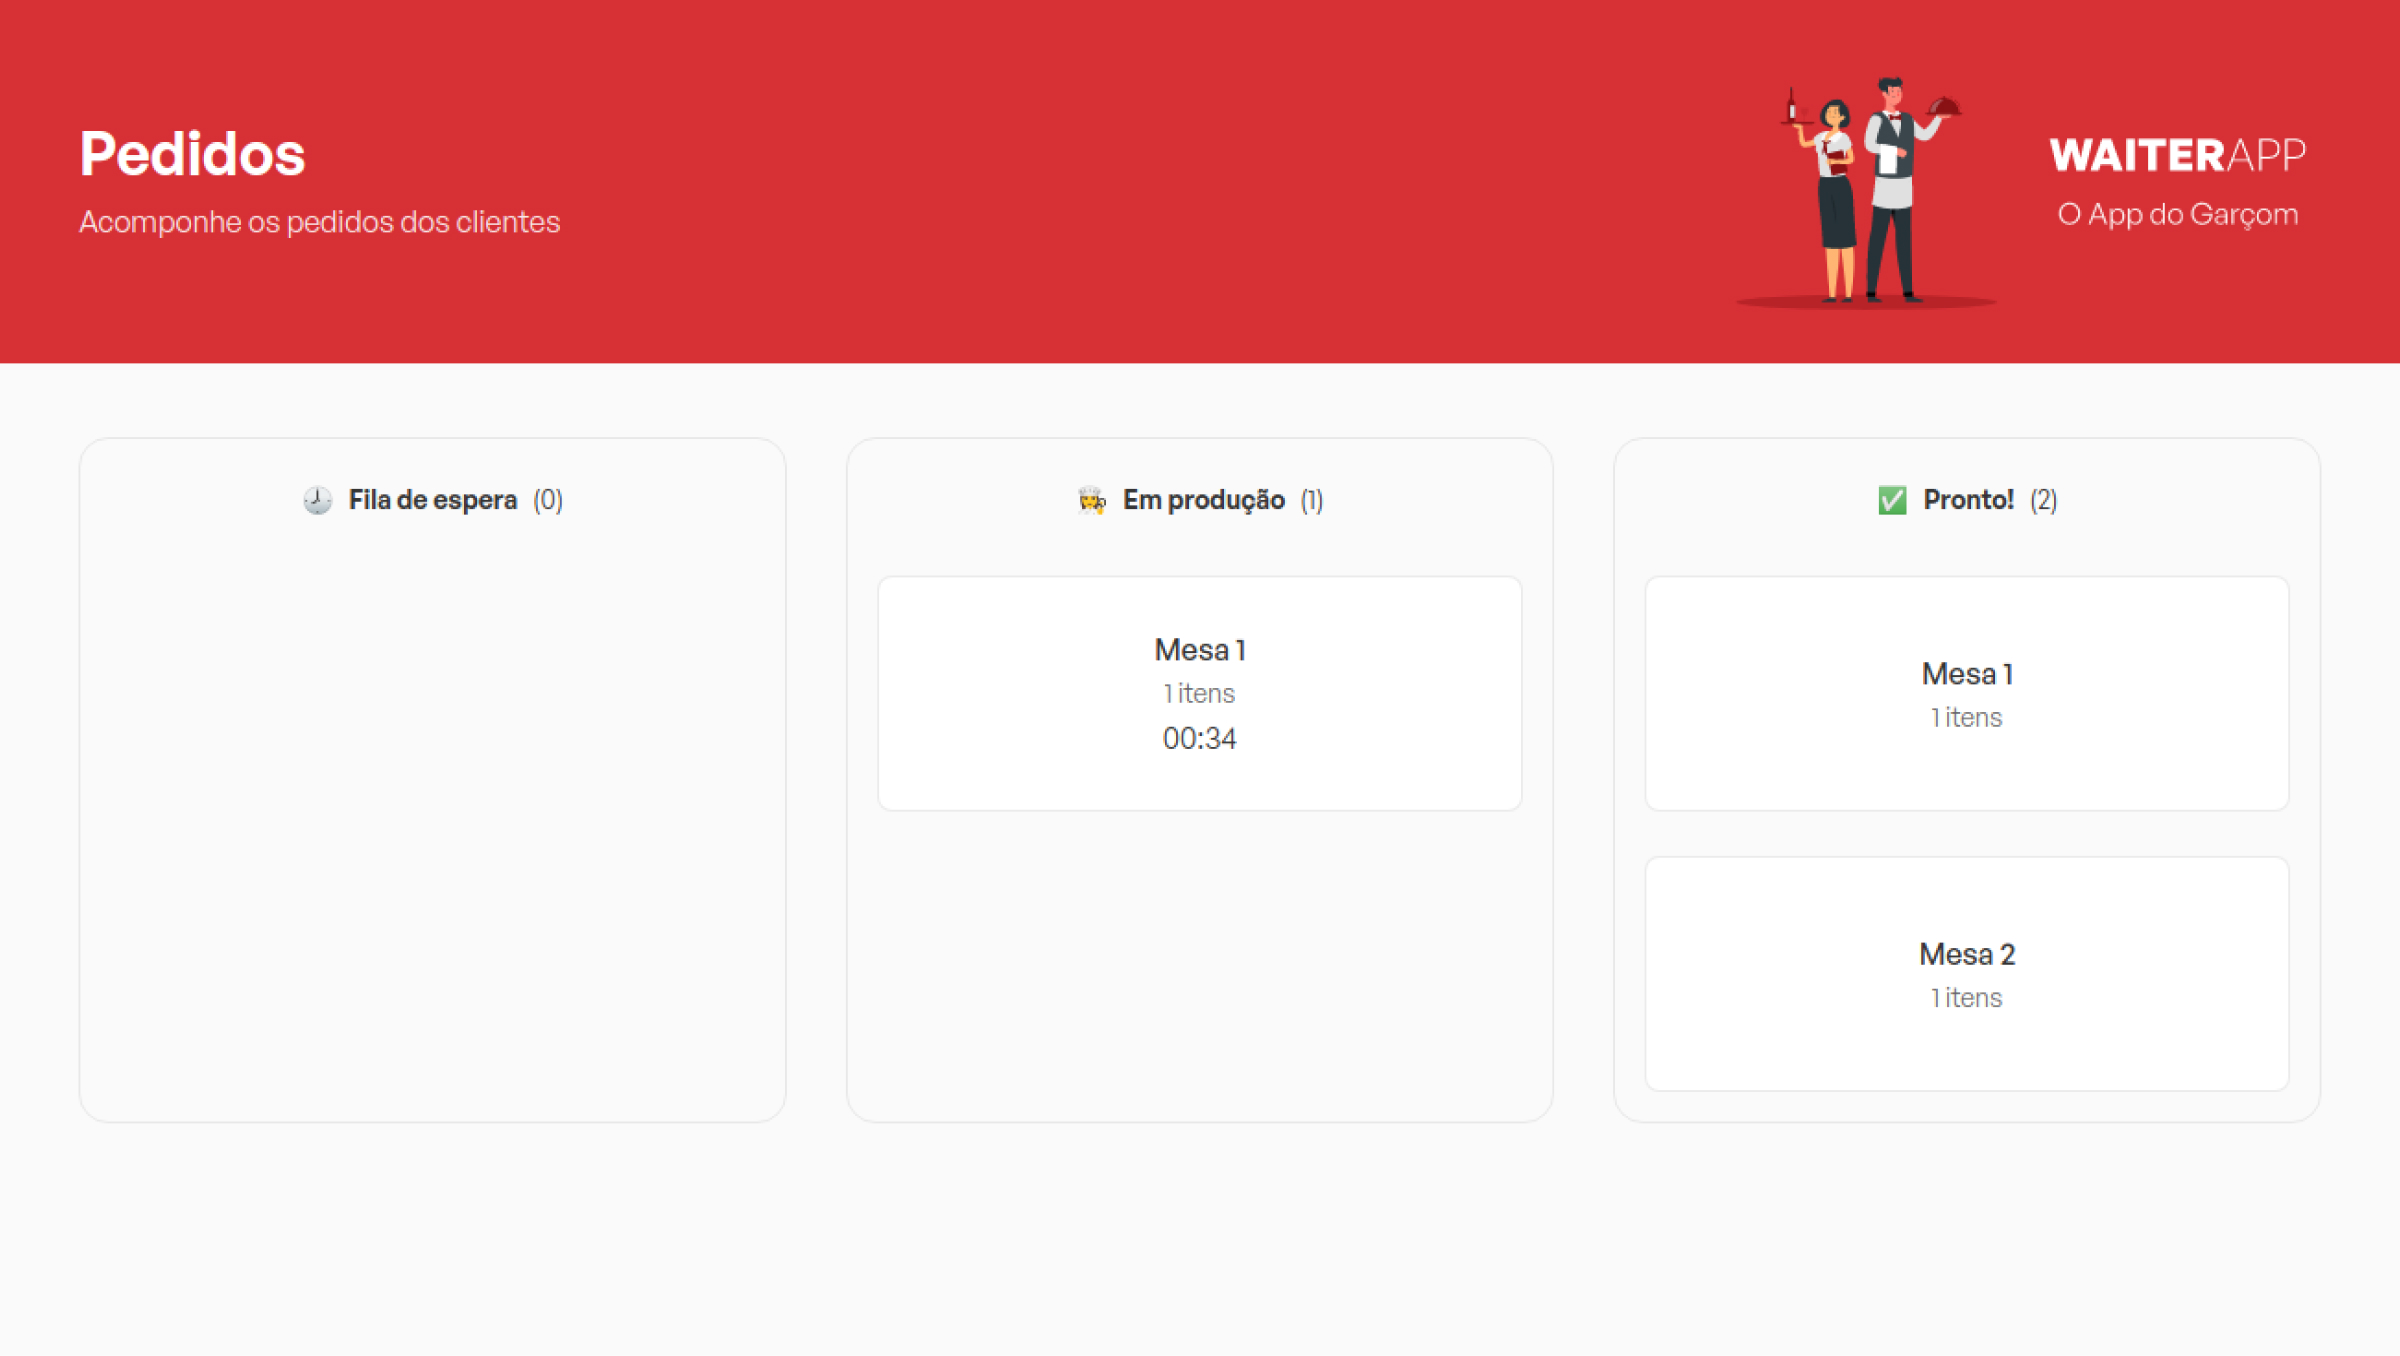 Pedidos
Acomponhe os pedidos dos clientes
WAITERAPP
O App do Garçom
Fila de espera (0)
Em produção (1)
Mesa 1
1 itens
00:34
Pronto! (2)
Mesa 1
1 itens
Mesa 2
1 itens